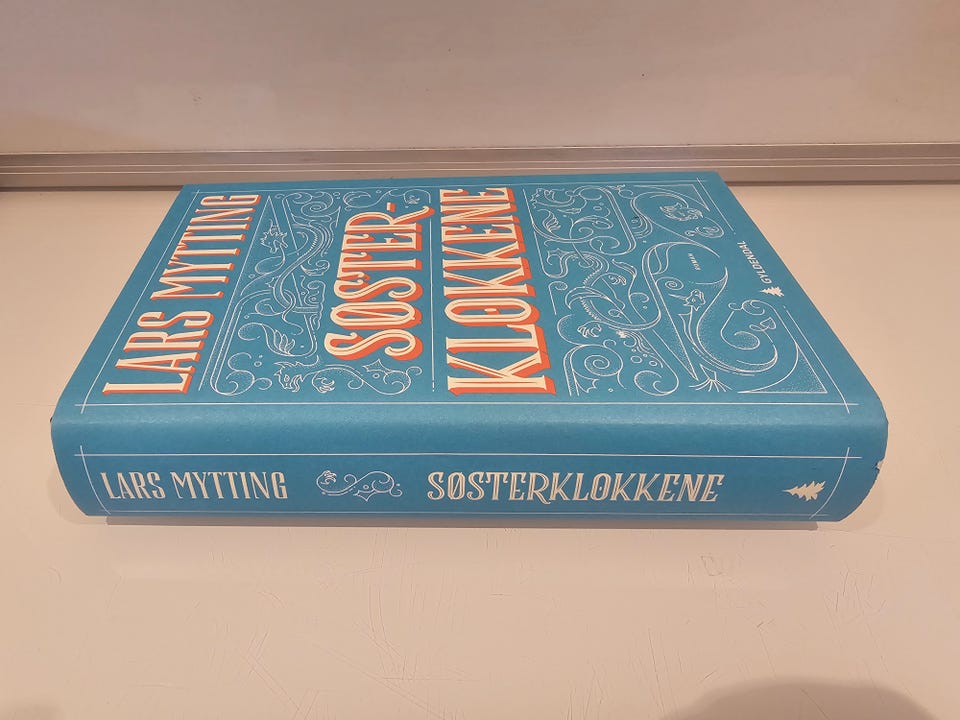 LARS MYTTING
SØSTER-
KLOKKENE
ROMAN
GYLDENDAL
LARS MYTTING SØSTERKLOKKENE